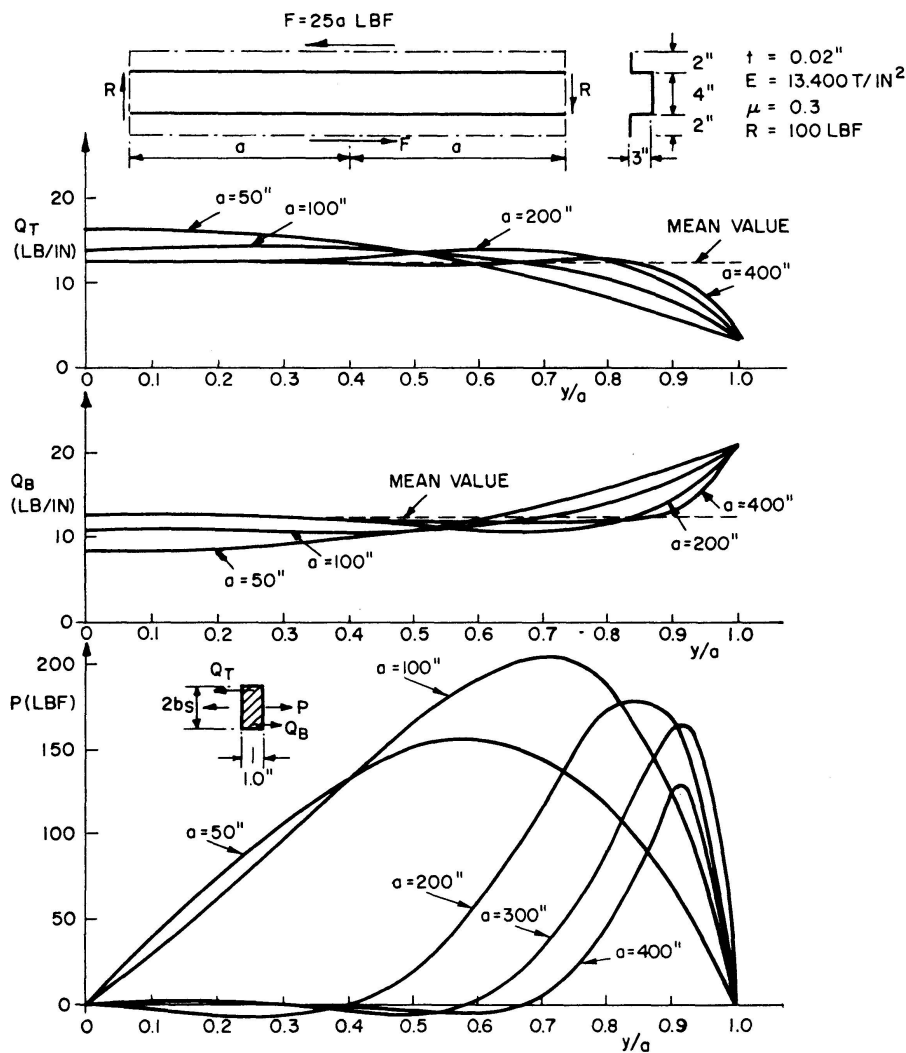 F=25a LBF
R
R
F
a
a
2"
4"
2"
3"
t = 0.02"
E = 13.400 T/IN²
μ = 0.3
R = 100 LBF
20
Q_T
(LB/IN)
10
0
a=50"
a=100"
a=200"
MEAN VALUE
a=400"
0 0.1 0.2 0.3 0.4 0.5 0.6 0.7 0.8 0.9 1.0
y/a
20
Q_B
(LB/IN)
10
0
MEAN VALUE
a=400"
a=200"
a=100"
a=50"
0 0.1 0.2 0.3 0.4 0.5 0.6 0.7 - 0.8 0.9 1.0
y/a
200
P(LBF)
150
100
50
0
Q_T
2b
S
P
Q_B
1.0"
a=100"
a=50"
a=200"
a=300"
a=400"
0 0.1 0.2 0.3 0.4 0.5 0.6 0.7 0.8 0.9 1.0
y/a